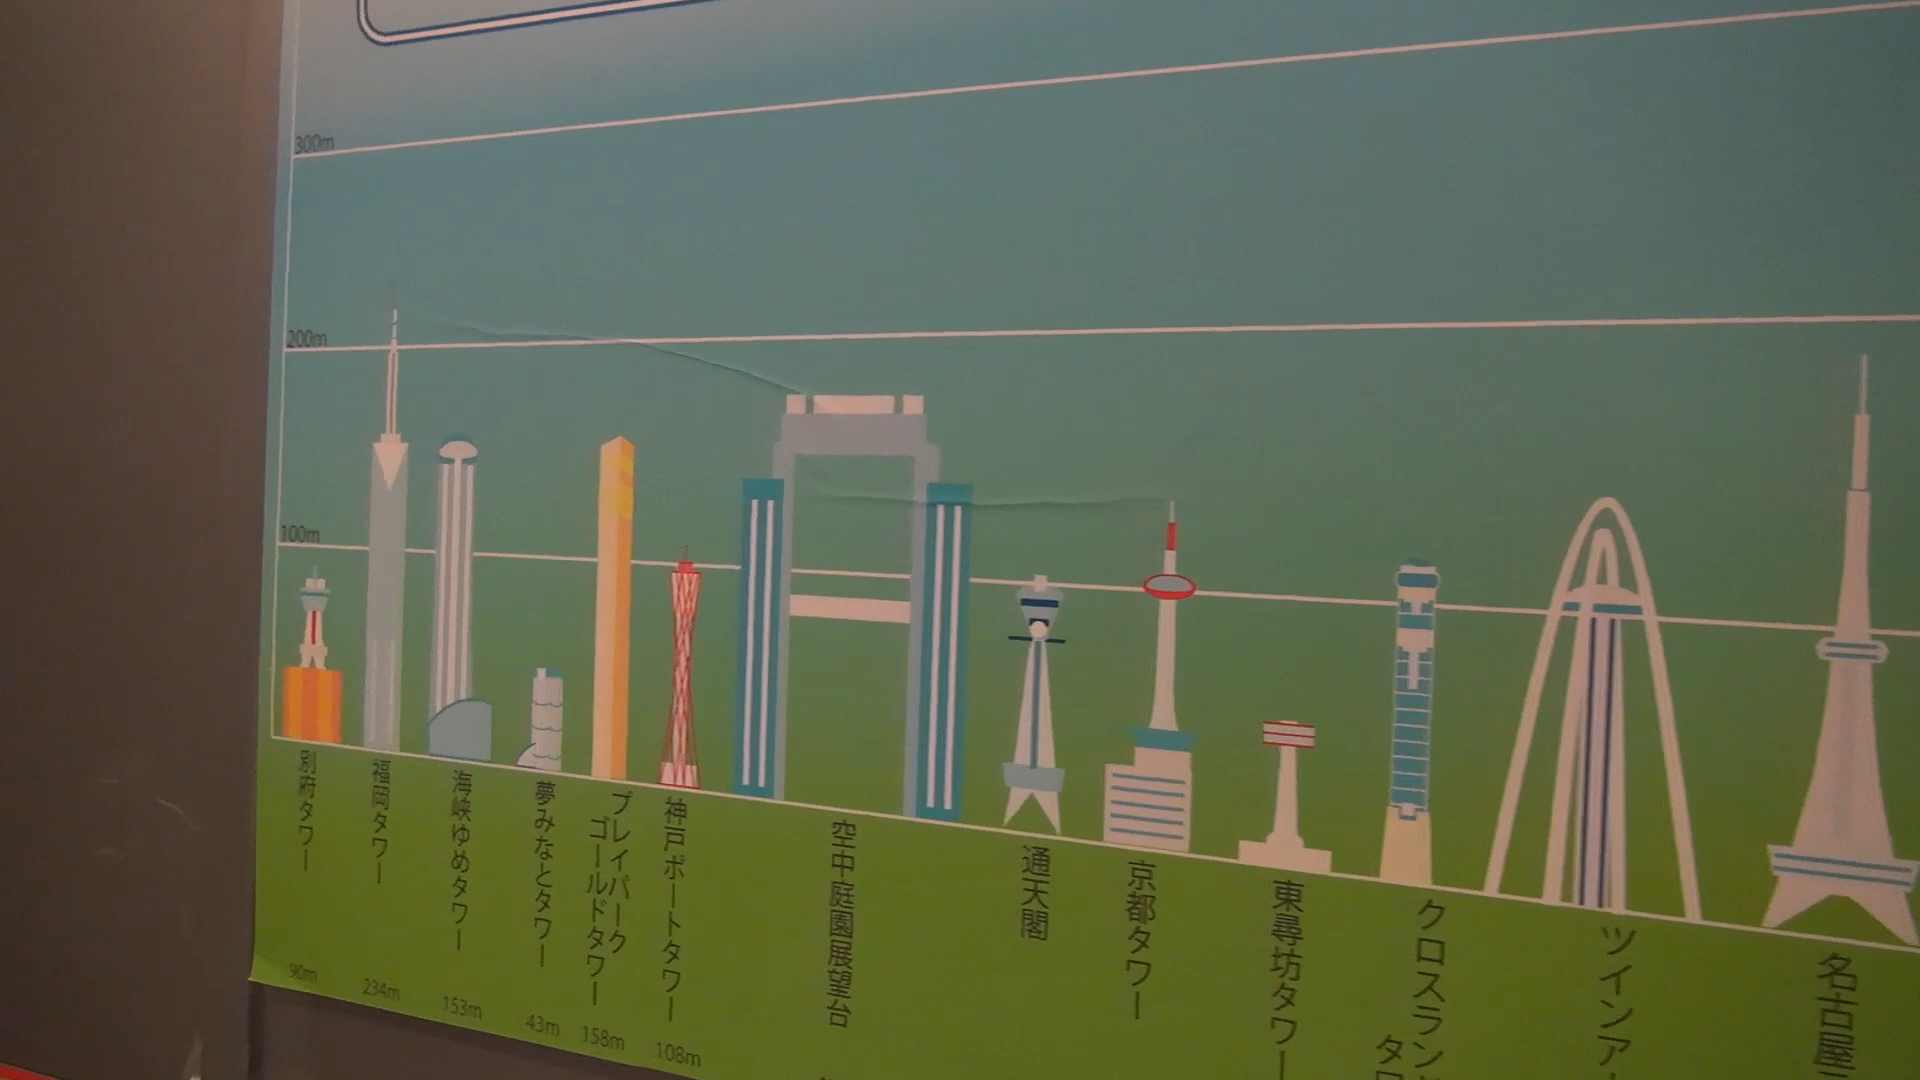 300m
200m
100m
別府タワー
福岡タワー
海峡ゆめタワー
夢みなとタワー
プレイパーク
ゴールドタワー
神戸ポートタワー
空中庭園展望台
通天閣
京都タワー
東尋坊タワー
クロスラン
タワ
ツインア
名古屋
90m
234m
153m
43m
158m
108m